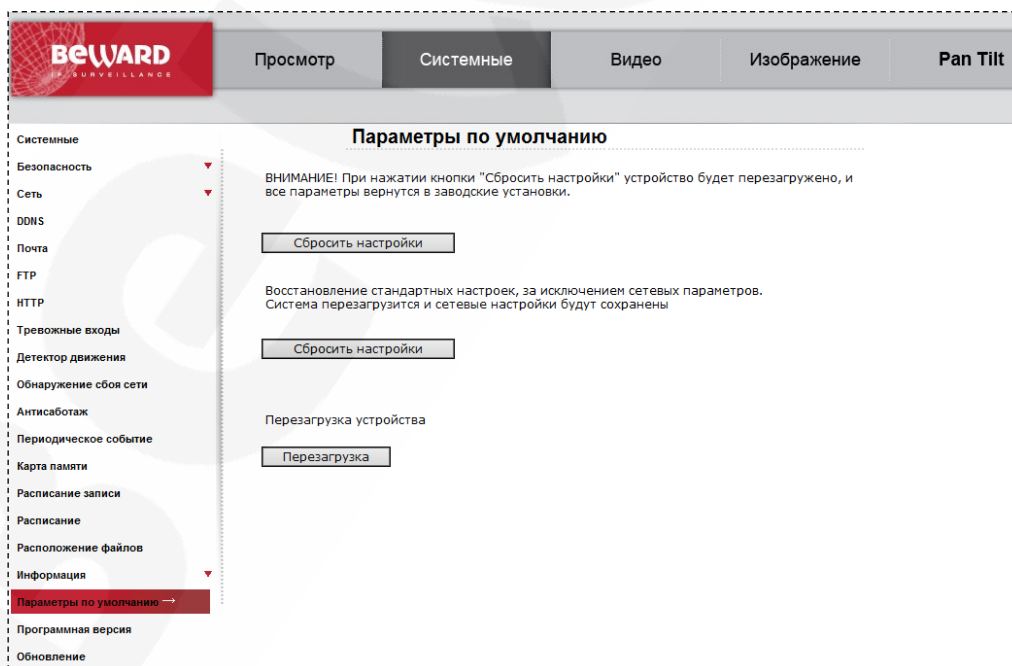 BEWARD
IP SURVEILLANCE
Просмотр
Системные
Видео
Изображение
Pan Tilt
Системные
Безопасность
Сеть
DDNS
Почта
FTP
HTTP
Тревожные входы
Детектор движения
Обнаружение сбоя сети
Антисаботаж
Периодическое событие
Карта памяти
Расписание записи
Расписание
Расположение файлов
Информация
Параметры по умолчанию →
Программная версия
Обновление
Параметры по умолчанию
ВНИМАНИЕ! При нажатии кнопки "Сбросить настройки" устройство будет перезагружено, и
все параметры вернутся в заводские установки.
Сбросить настройки
Восстановление стандартных настроек, за исключением сетевых параметров.
Система перезагрузится и сетевые настройки будут сохранены
Сбросить настройки
Перезагрузка устройства
Перезагрузка